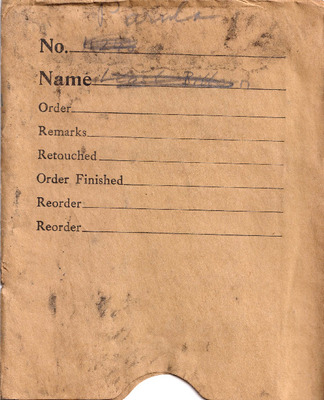 No.
Name
Order
Remarks
Retouched
Order Finished
Reorder
Reorder